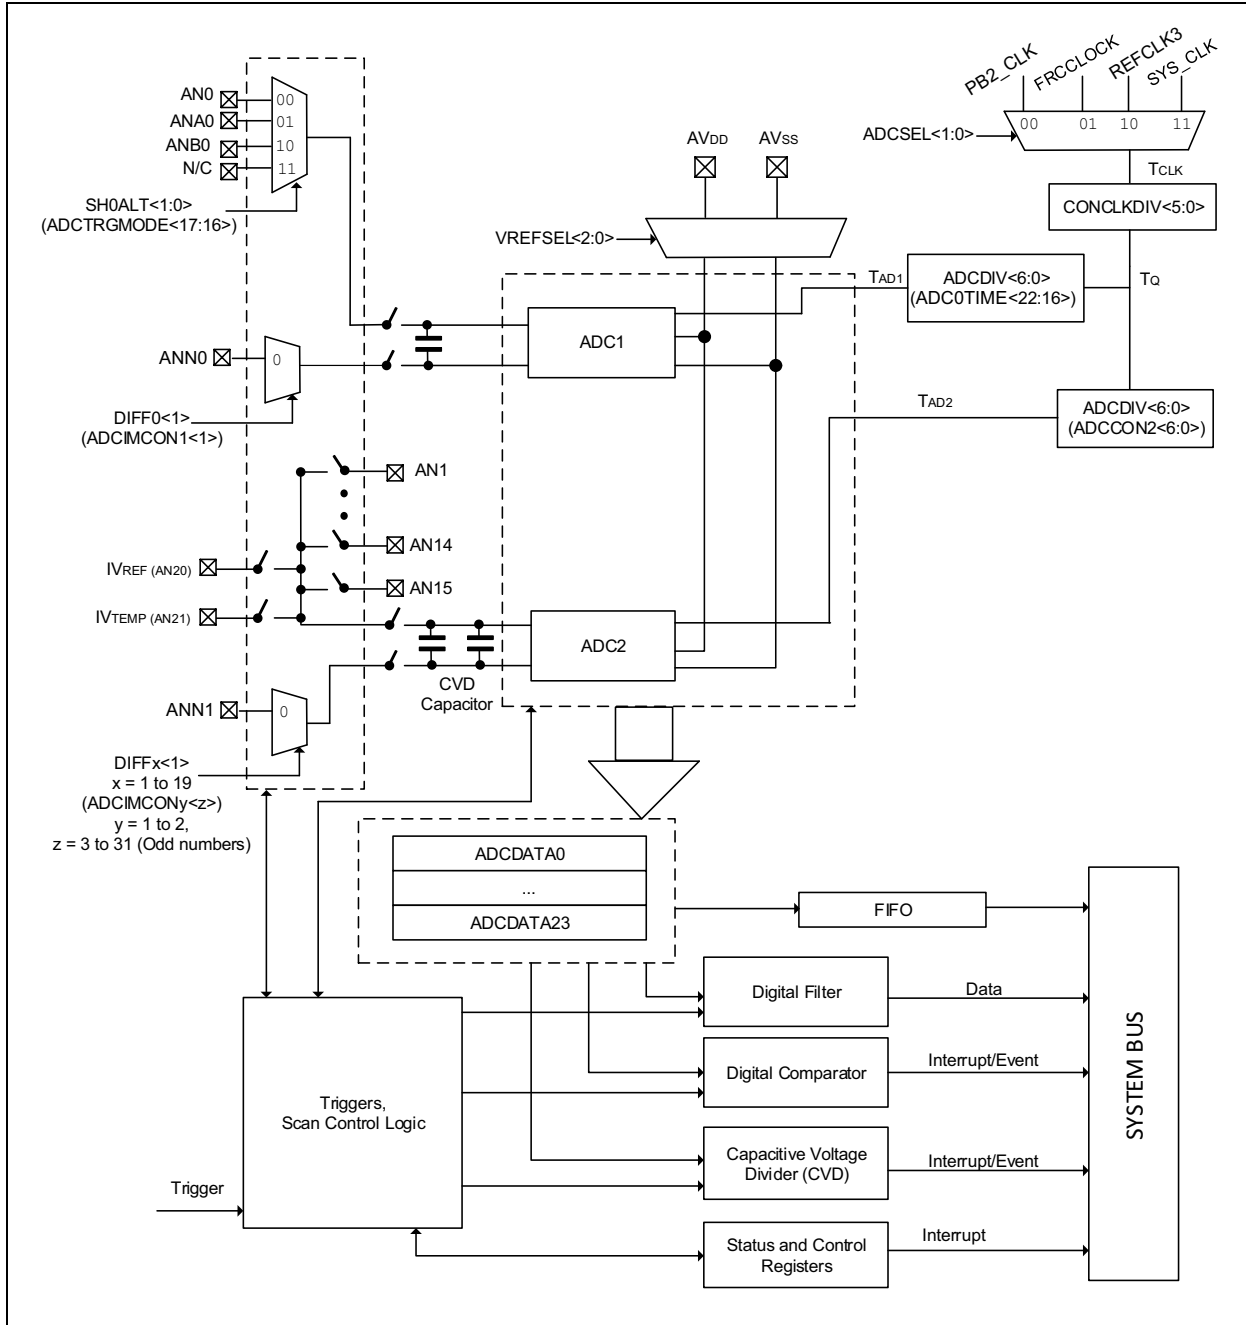 PB2_CLK
FRCCLOCK
REFCLK3
SYS_CLK
AN0
00
ANA0
01
ANB0
10
N/C
11
ADCSEL<1:0>
00 01 10 11
AVDD
AVSS
TCLK
CONCLKDIV<5:0>
SH0ALT<1:0>
(ADCTRGMODE<17:16>)
VREFSEL<2:0>
TAD1
ADCDIV<6:0>
(ADC0TIME<22:16>)
TQ
ADC1
ANN0
0
DIFF0<1>
(ADCIMCON1<1>)
TAD2
ADCDIV<6:0>
(ADCCON2<6:0>)
AN1
AN14
IVREF (AN20)
AN15
IVTEMP (AN21)
ADC2
CVD
Capacitor
ANN1
0
DIFFx<1>
x = 1 to 19
(ADCIMCONy<z>)
y = 1 to 2,
z = 3 to 31 (Odd numbers)
ADCDATA0
...
ADCDATA23
FIFO
Digital Filter
Data
Digital Comparator
Interrupt/Event
Triggers,
Scan Control Logic
Capacitive Voltage
Divider (CVD)
Interrupt/Event
Trigger
Status and Control
Registers
Interrupt
SYSTEM BUS